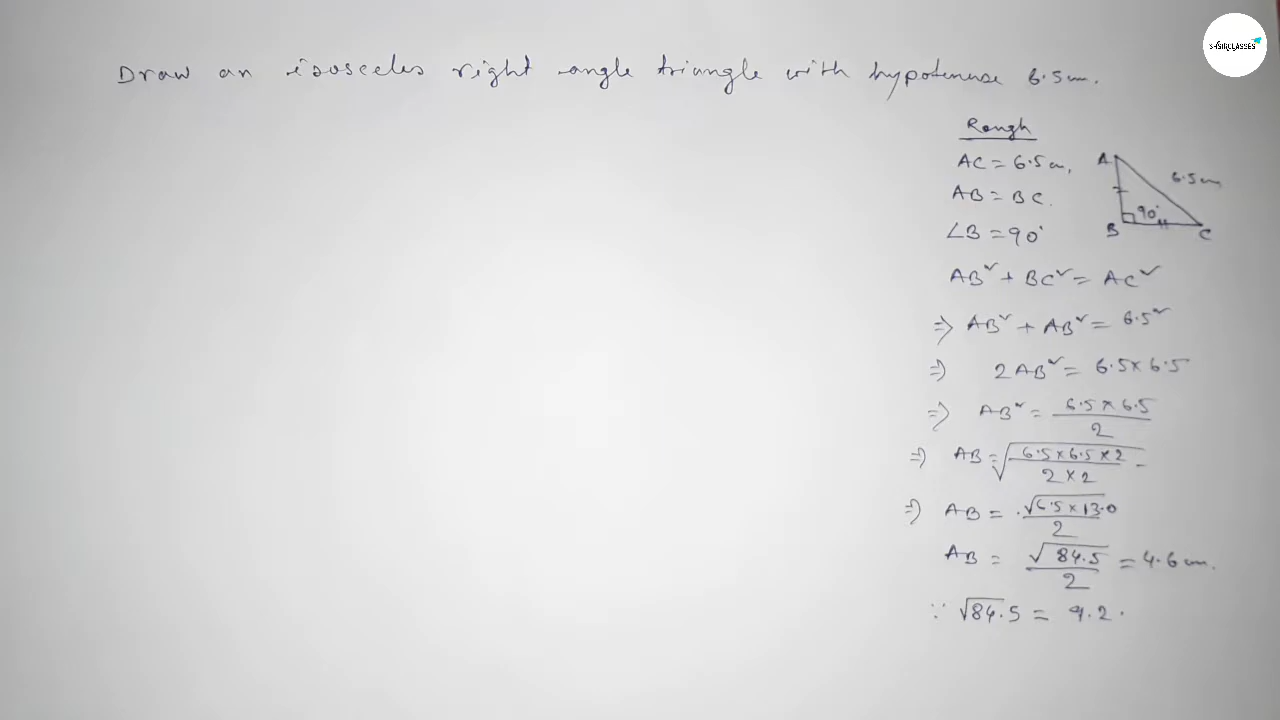 SHSIRCLASSES
Draw an isosceles right angle triangle with hypotenuse 6.5cm.
Rough
AC = 6.5cm,
AB = BC.
∠B = 90°
A
6.5cm
90°
B
C
AB² + BC² = AC²
⇒ AB² + AB² = 6.5²
⇒ 2AB² = 6.5×6.5
⇒ AB² = 6.5×6.5/2
⇒ AB = √(6.5×6.5×2/2×2)
⇒ AB = √(6.5×13.0)/2
AB = √84.5/2 = 4.6cm.
∵ √84.5 = 9.2.